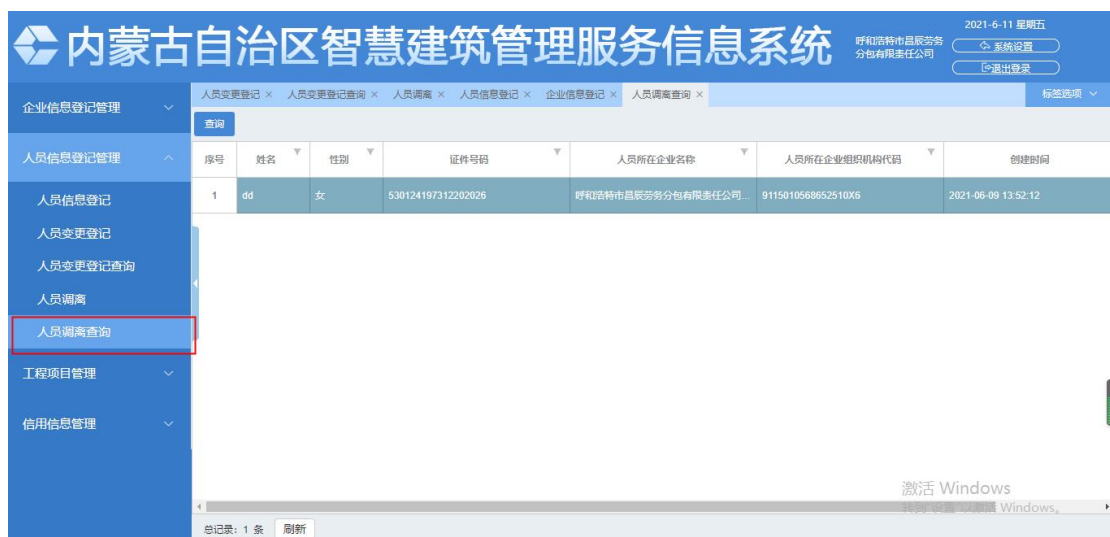 内蒙古自治区智慧建筑管理服务信息系统
呼和浩特市昌辰劳务
分包有限责任公司
2021-6-11 星期五
系统设置
退出登录
企业信息登记管理
人员信息登记管理
人员信息登记
人员变更登记
人员变更登记查询
人员调离
人员调离查询
工程项目管理
信用信息管理
人员变更登记 × 人员变更登记查询 × 人员调离 × 人员信息登记 × 企业信息登记 × 人员调离查询 × 标签选项
查询
序号 姓名 性别 证件号码 人员所在企业名称 人员所在企业组织机构代码 创建时间
1 dd 女 530124197312202026 呼和浩特市昌辰劳务分包有限责任公司... 9115010568652510X6 2021-06-09 13:52:12
激活 Windows
转到"设置"以激活 Windows。
总记录: 1 条 刷新